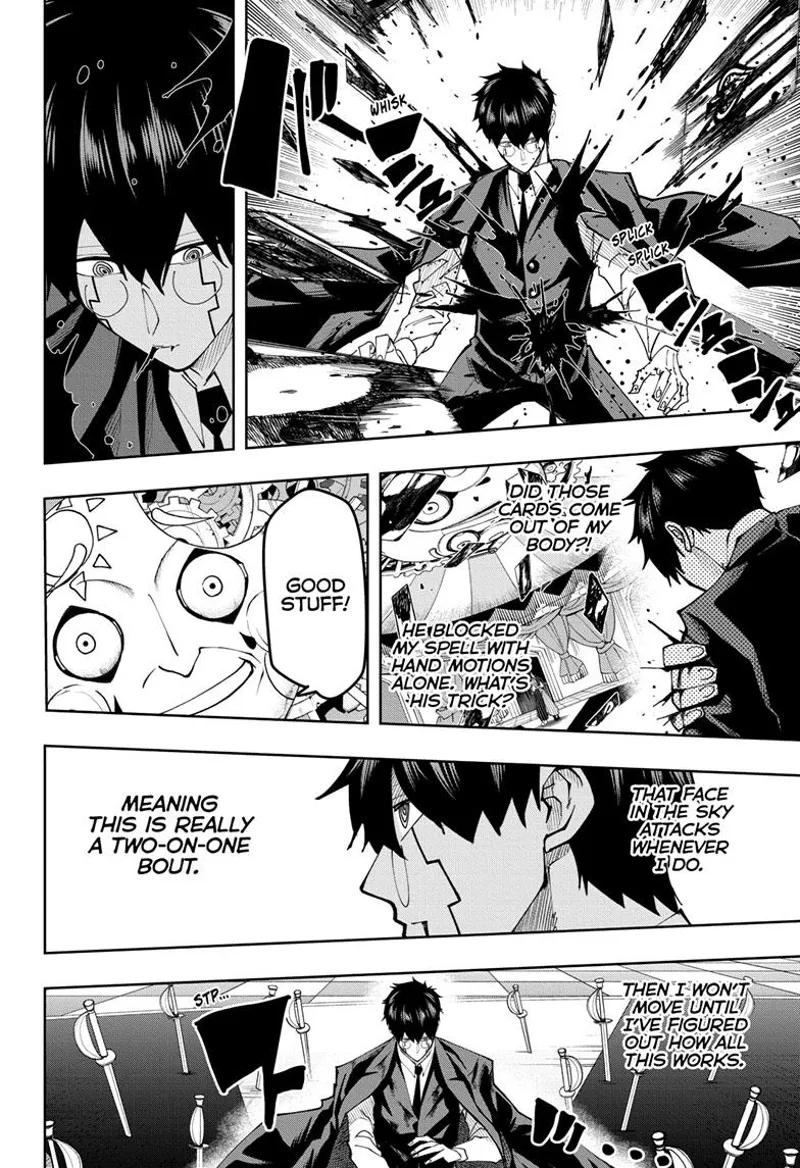 WHISK
SPLICK
SPLICK
DID THOSE
CARDS COME
OUT OF MY
BODY?!
HE BLOCKED
MY SPELL WITH
HAND MOTIONS
ALONE. WHAT'S
HIS TRICK?
GOOD
STUFF!
THAT FACE
IN THE SKY
ATTACKS
WHENEVER
I DO.
MEANING
THIS IS REALLY
A TWO-ON-ONE
BOUT.
STP...
THEN I WON'T
MOVE UNTIL
I'VE FIGURED
OUT HOW ALL
THIS WORKS.